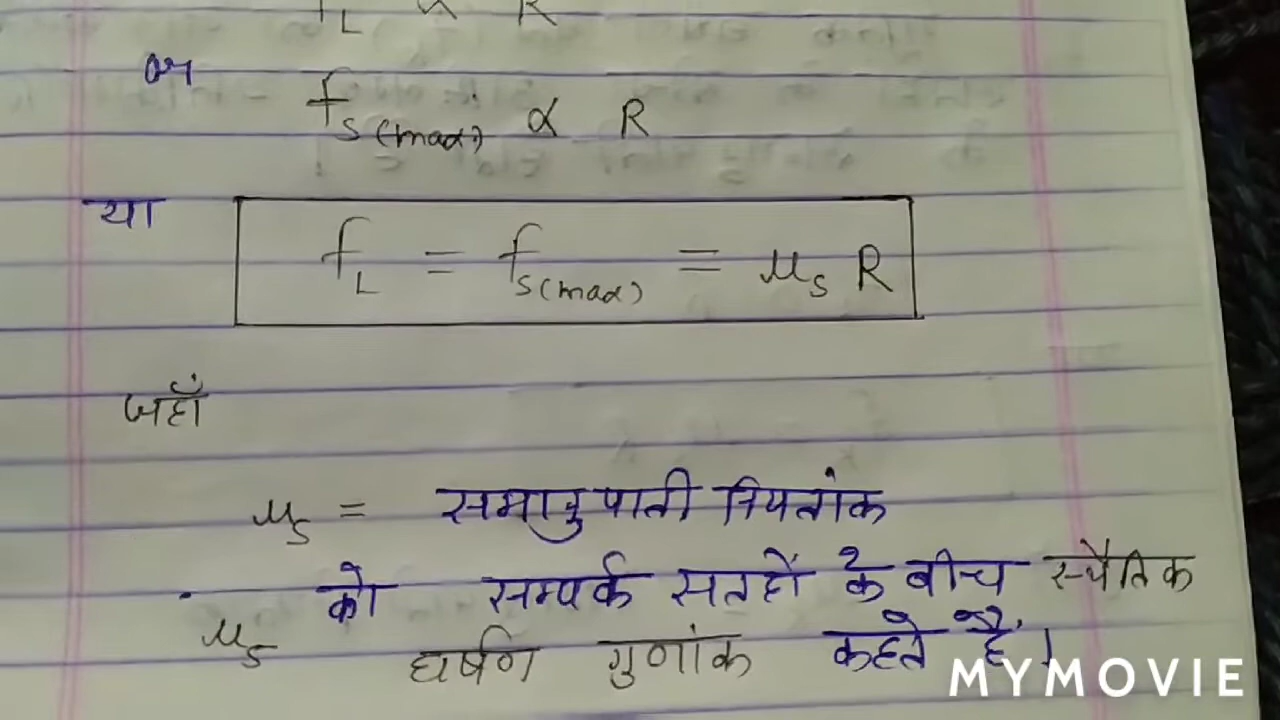 f_L ∝ R
or f_S(max) ∝ R
या f_L = f_S(max) = μ_S R
जहाँ
μ_S = समानुपाती नियतांक
μ_S को सम्पर्क सतहों के बीच स्थैतिक
घर्षण गुणांक कहते हैं।
MYMOVIE